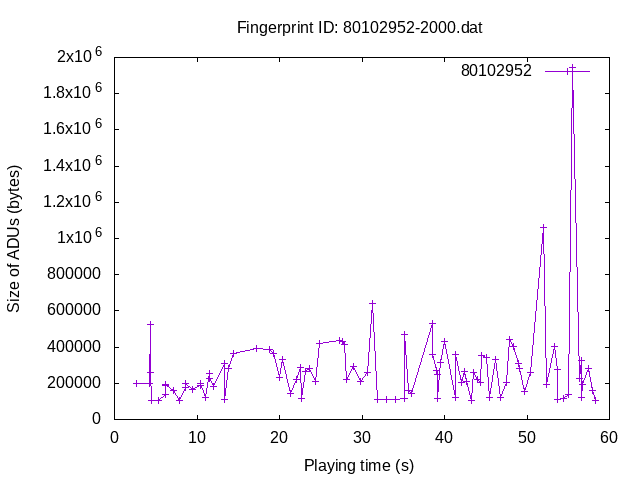 Fingerprint ID: 80102952-2000.dat
80102952
Size of ADUs (bytes)
2x10^6
1.8x10^6
1.6x10^6
1.4x10^6
1.2x10^6
1x10^6
800000
600000
400000
200000
0
0 10 20 30 40 50 60
Playing time (s)